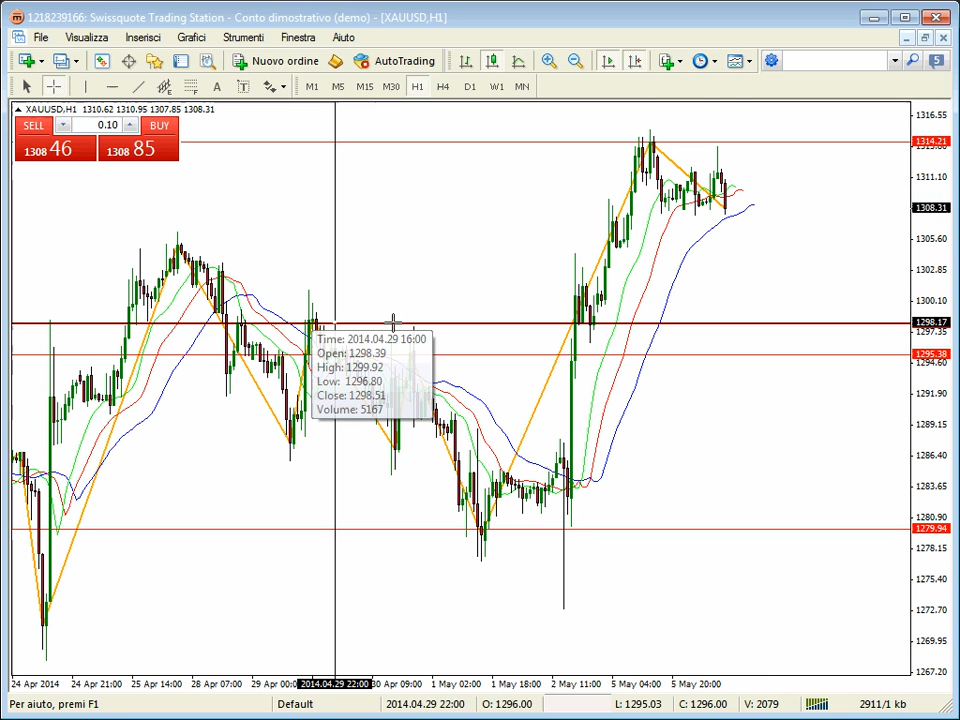 1218239166: Swissquote Trading Station - Conto dimostrativo (demo) - [XAUUSD,H1]
File Visualizza Inserisci Grafici Strumenti Finestra Aiuto
Nuovo ordine AutoTrading 5
A T M1 M5 M15 M30 H1 H4 D1 W1 MN
XAUUSD,H1 1310.62 1310.95 1307.85 1308.31
SELL 0.10 BUY
1308 46 1308 85
1316.55
1314.21
1311.10
1308.31
1305.60
1302.85
1300.10
1298.17
1297.35
1295.38
1294.60
1291.90
1289.15
1286.40
1283.65
1280.90
1279.94
1278.15
1275.40
1272.70
1269.95
1267.20
Time: 2014.04.29 16:00
Open: 1298.39
High: 1299.92
Low: 1296.80
Close: 1298.51
Volume: 5167
24 Apr 2014 24 Apr 21:00 25 Apr 14:00 28 Apr 07:00 29 Apr 00:0 2014.04.29 22:00 30 Apr 09:00 1 May 02:00 1 May 18:00 2 May 11:00 5 May 04:00 5 May 20:00
Per aiuto, premi F1 Default 2014.04.29 22:00 O: 1296.00 L: 1295.03 C: 1296.00 V: 2079 2911/1 kb